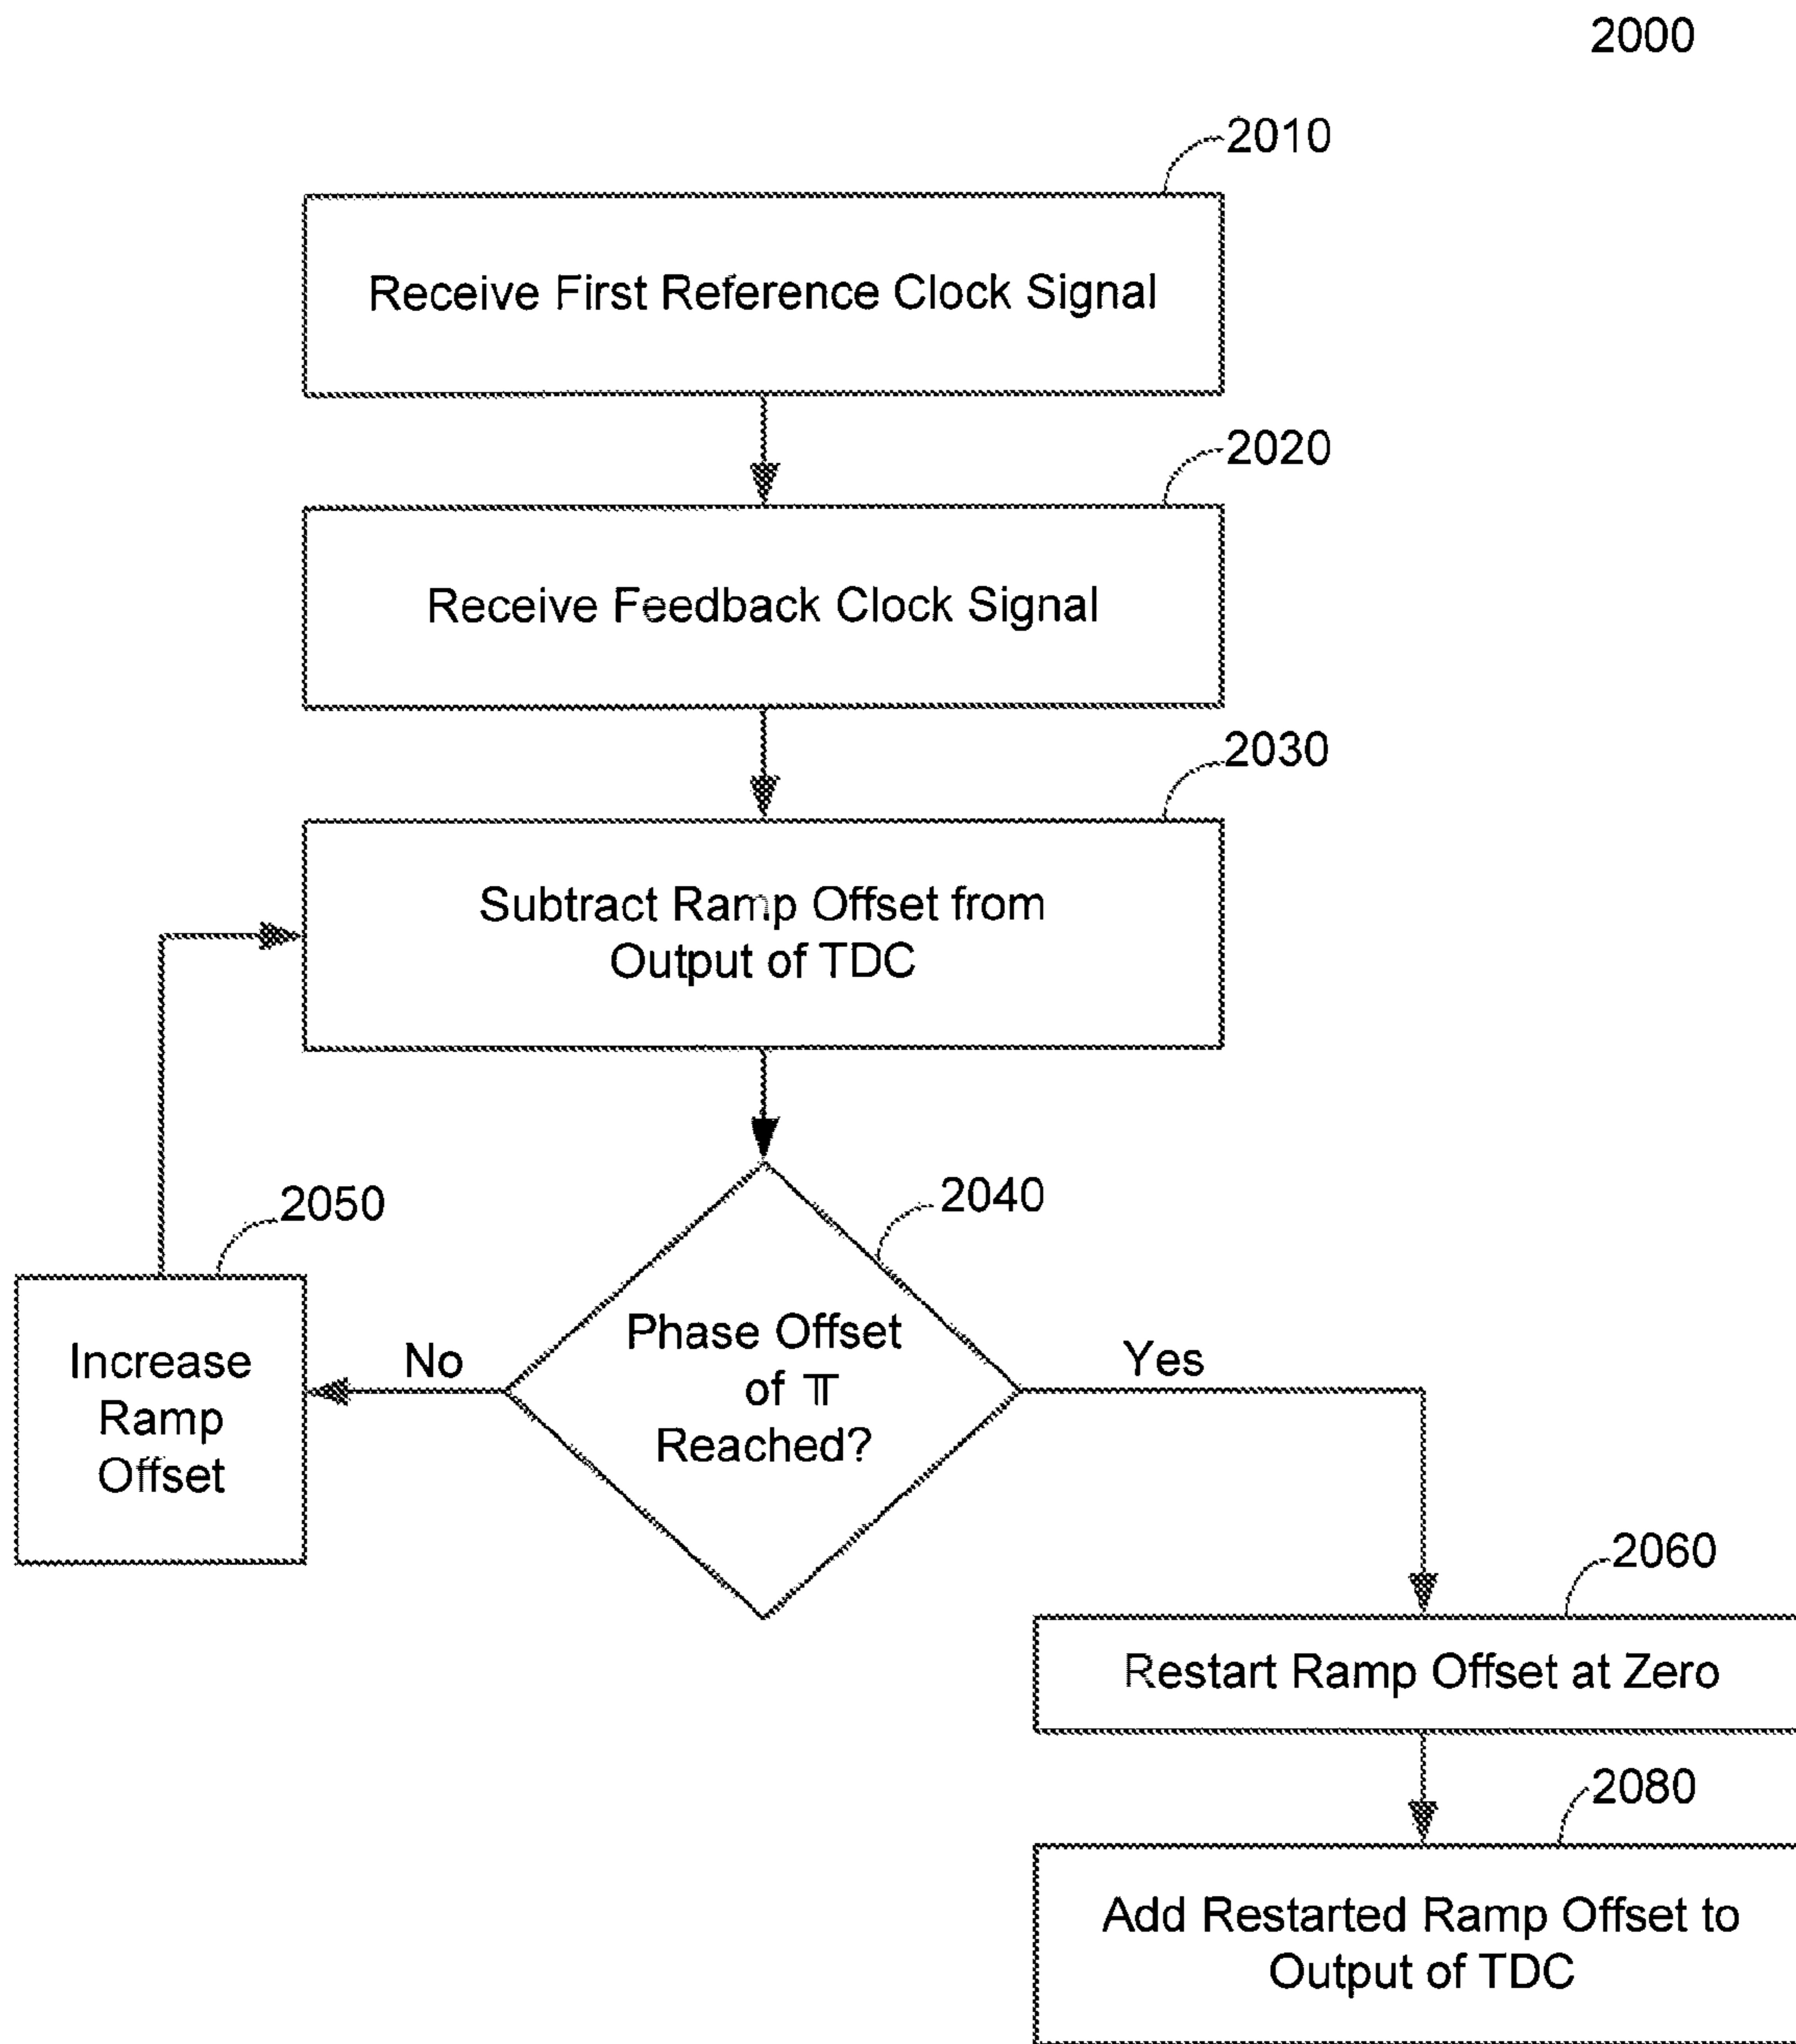 2000
2010
Receive First Reference Clock Signal
2020
Receive Feedback Clock Signal
2030
Subtract Ramp Offset from
Output of TDC
2040
Phase Offset
of π
Reached?
2050
No
Increase
Ramp
Offset
Yes
2060
Restart Ramp Offset at Zero
2080
Add Restarted Ramp Offset to
Output of TDC